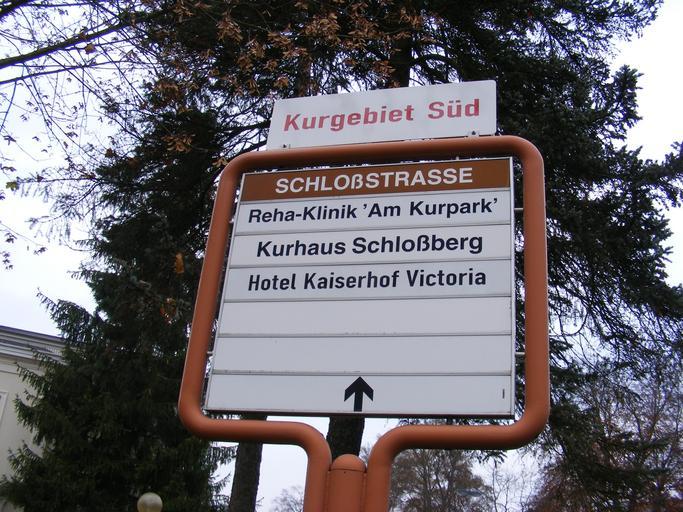 Kurgebiet Süd
SCHLOßSTRASSE
Reha-Klinik 'Am Kurpark'
Kurhaus Schloßberg
Hotel Kaiserhof Victoria